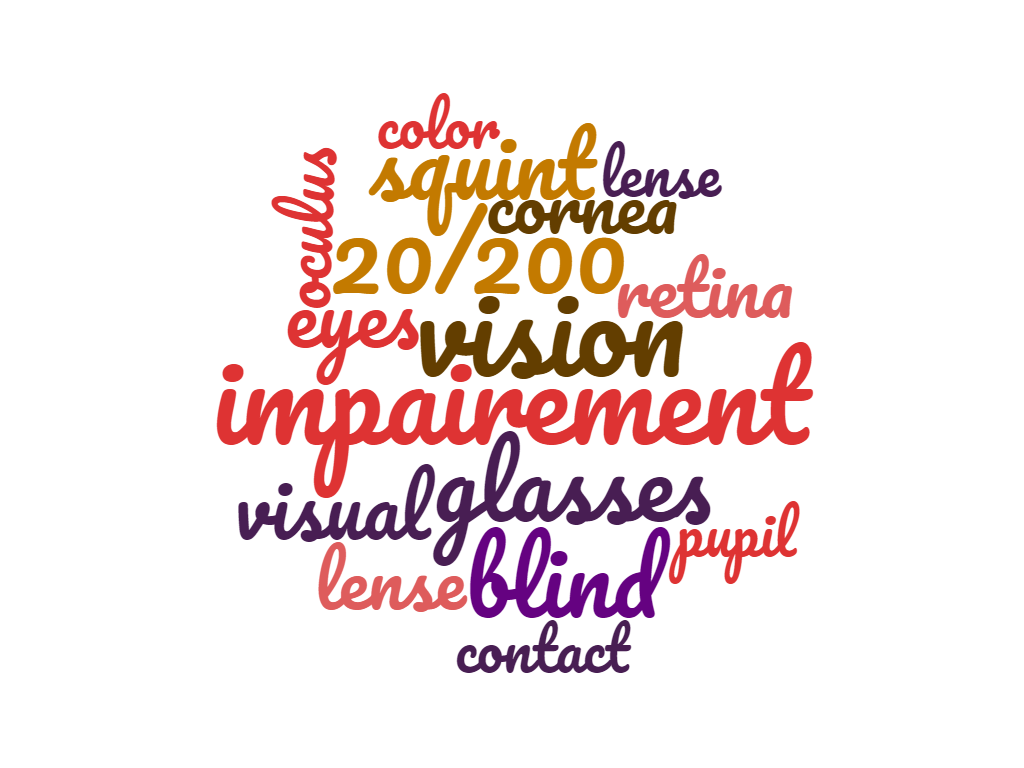 color
squint
lense
oculus
cornea
20/200
retina
eyes
vision
impairement
glasses
visual
pupil
lense
blind
contact